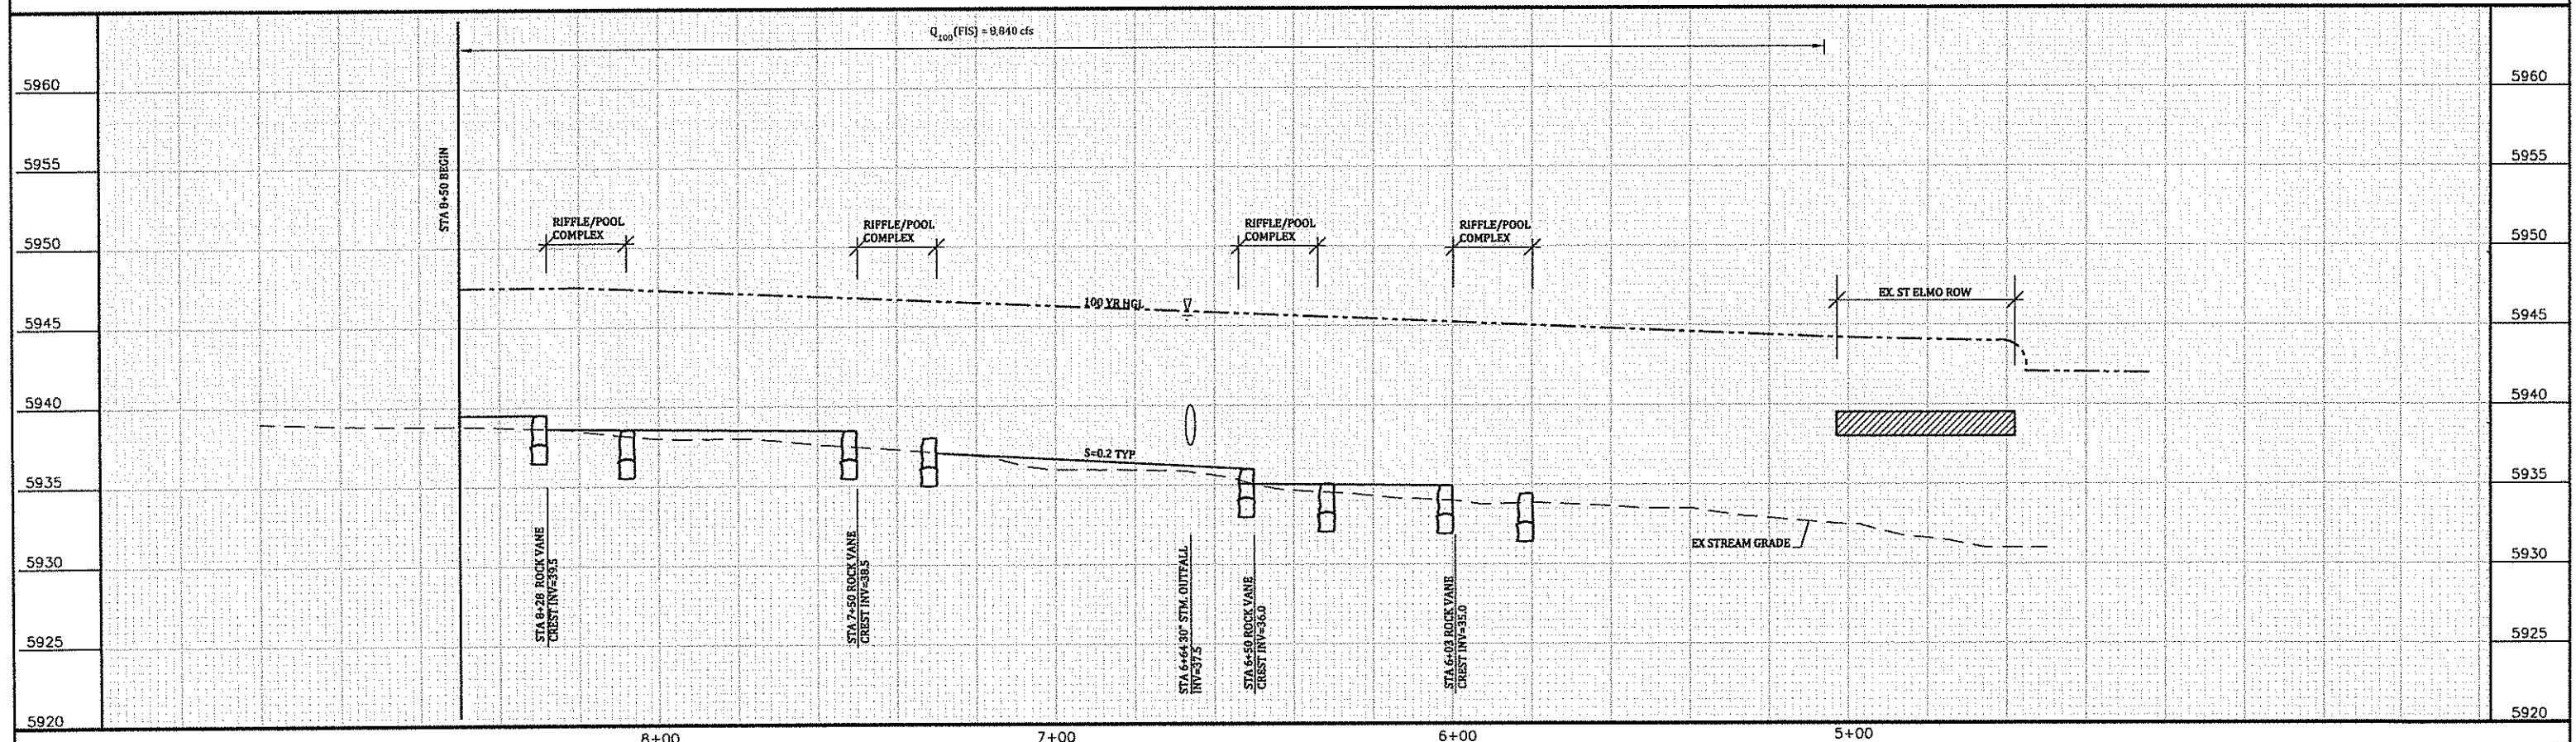 Q100(FIS) = 8,840 cfs
5960
5960
5955
5955
STA 8+50 BEGIN
RIFFLE/POOL
COMPLEX
RIFFLE/POOL
COMPLEX
RIFFLE/POOL
COMPLEX
RIFFLE/POOL
COMPLEX
5950
5950
EX. ST ELMO ROW
100 YR HGL
5945
5945
5940
5940
S=0.2 TYP
5935
5935
EX STREAM GRADE
5930
5930
STA 8+28 ROCK VANE
CREST INV=39.5
STA 7+50 ROCK VANE
CREST INV=38.5
STA 6+64 30" STM. OUTFALL
INV=37.5
STA 6+50 ROCK VANE
CREST INV=36.0
STA 6+03 ROCK VANE
CREST INV=35.0
5925
5925
5920
5920
8+00
7+00
6+00
5+00